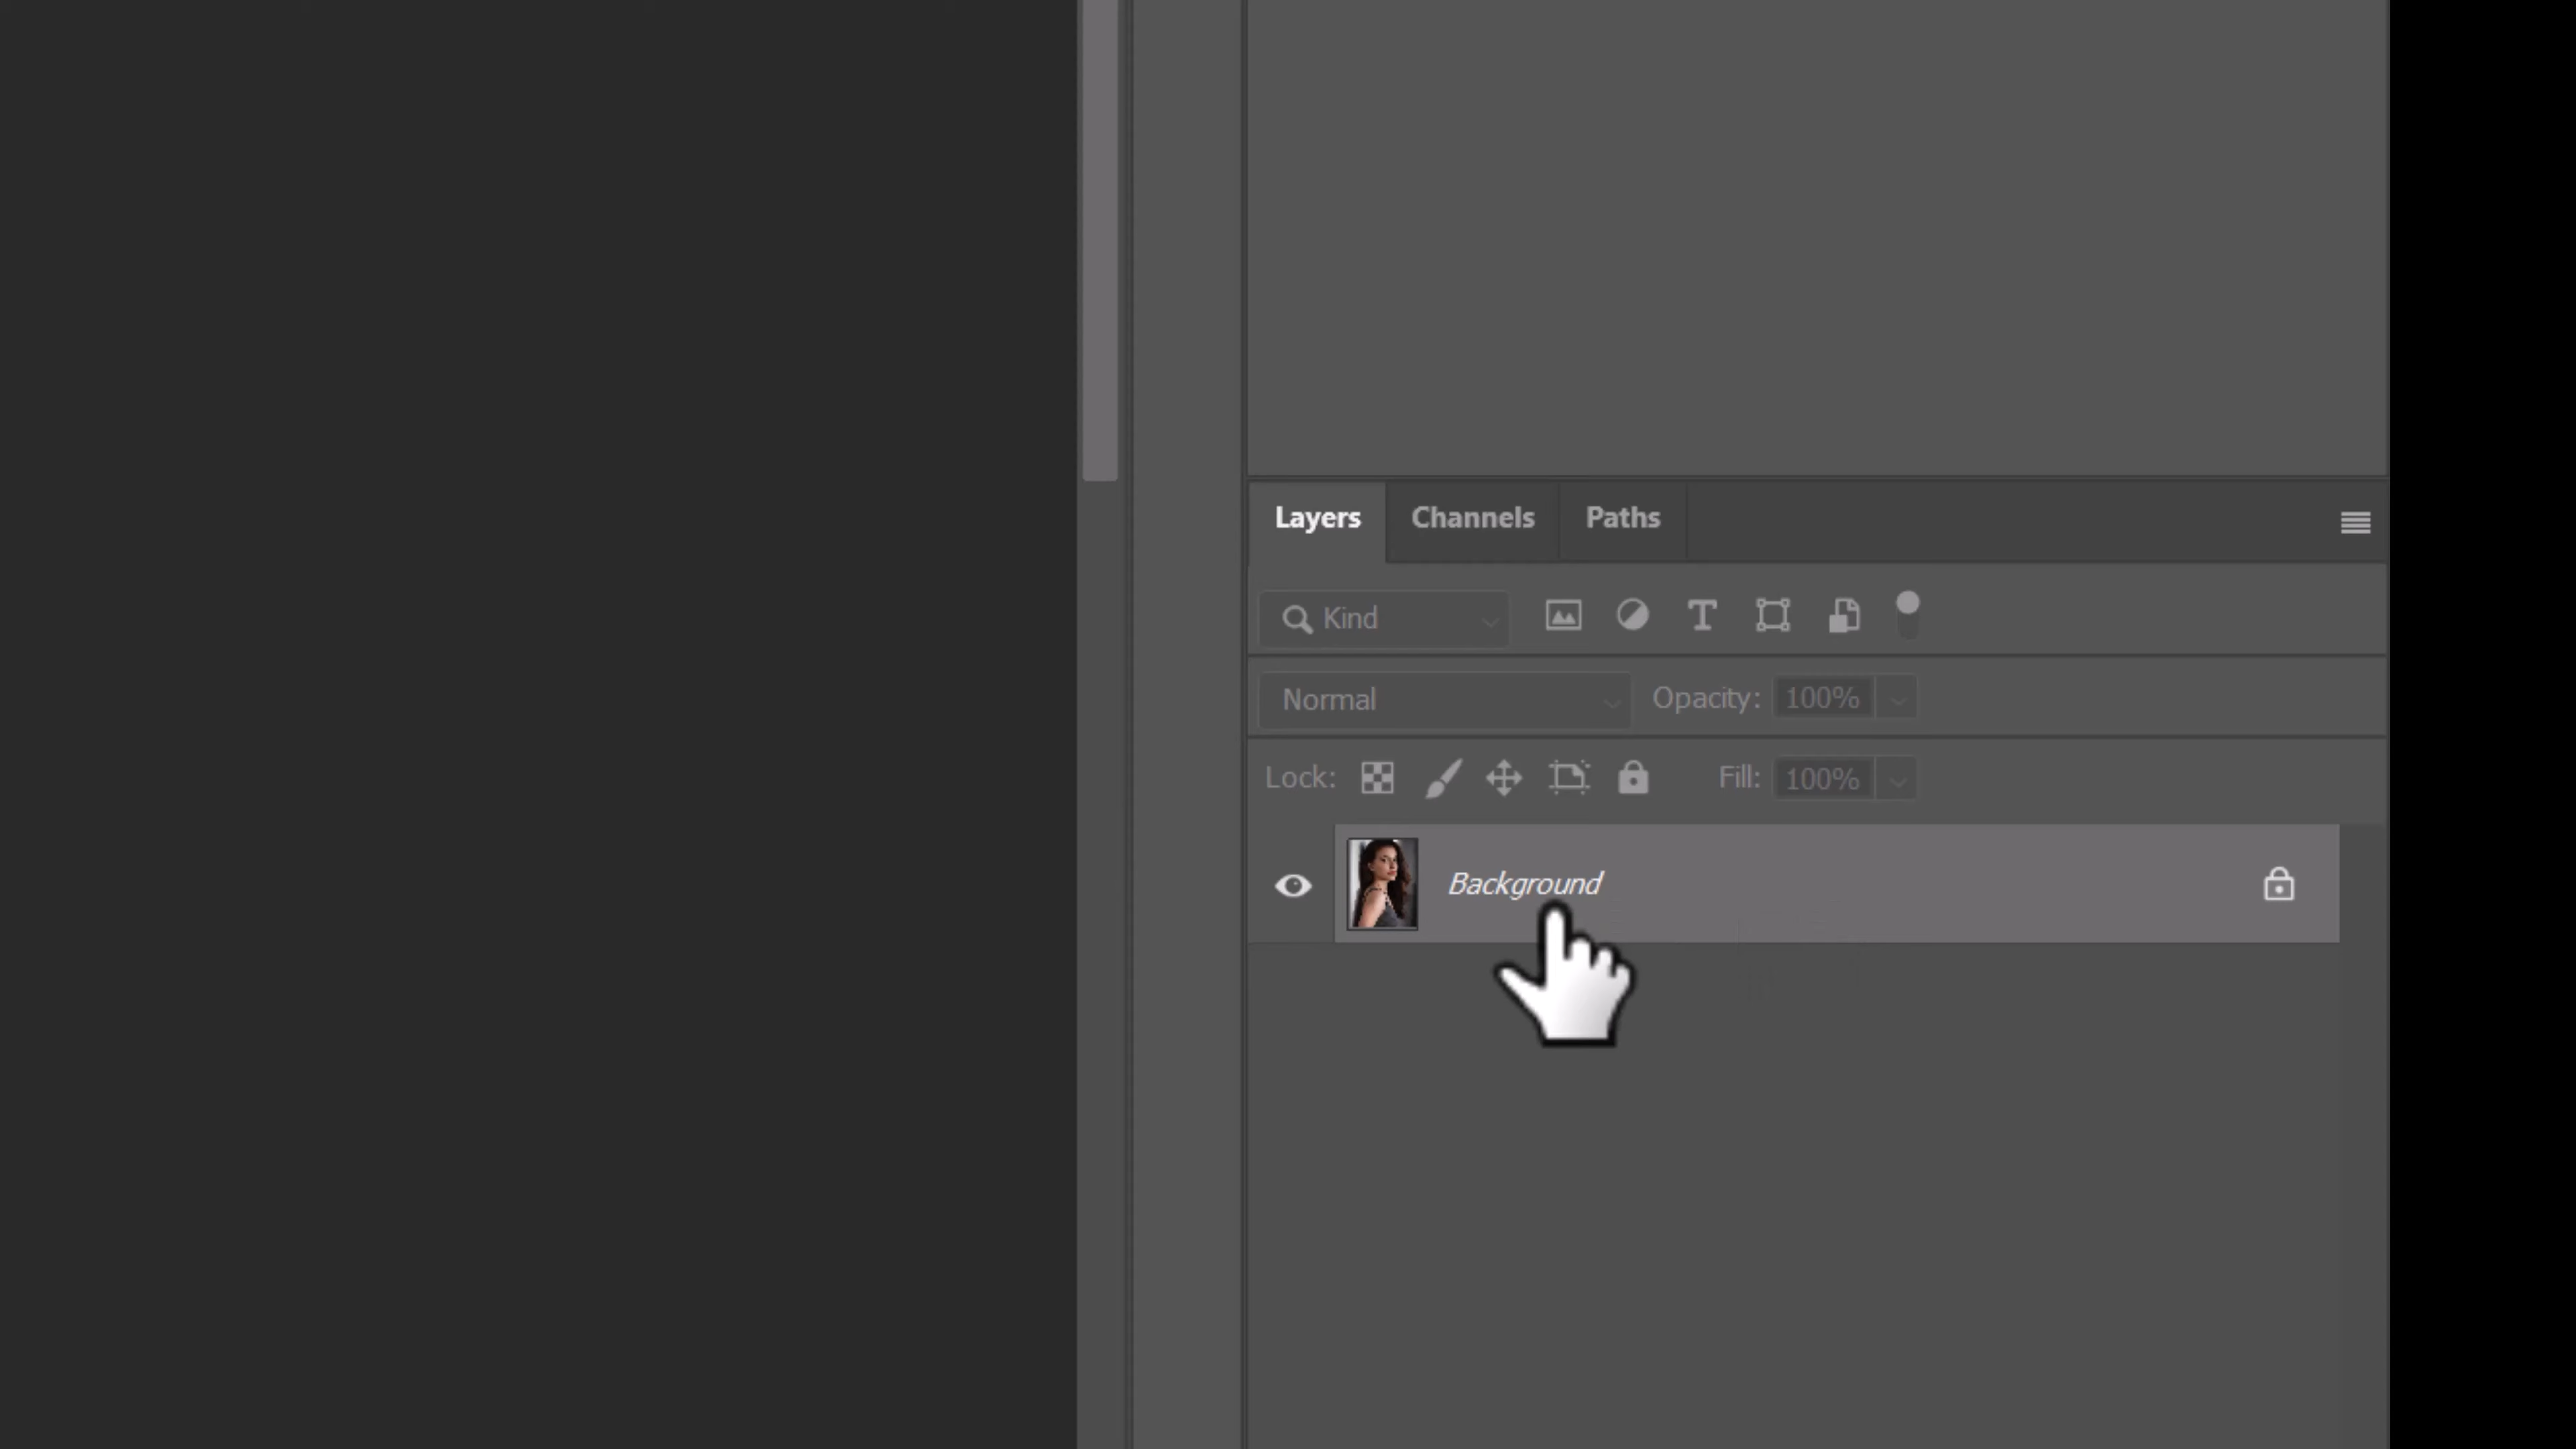 Layers Channels Paths
Kind
Normal Opacity: 100%
Lock: Fill: 100%
Background